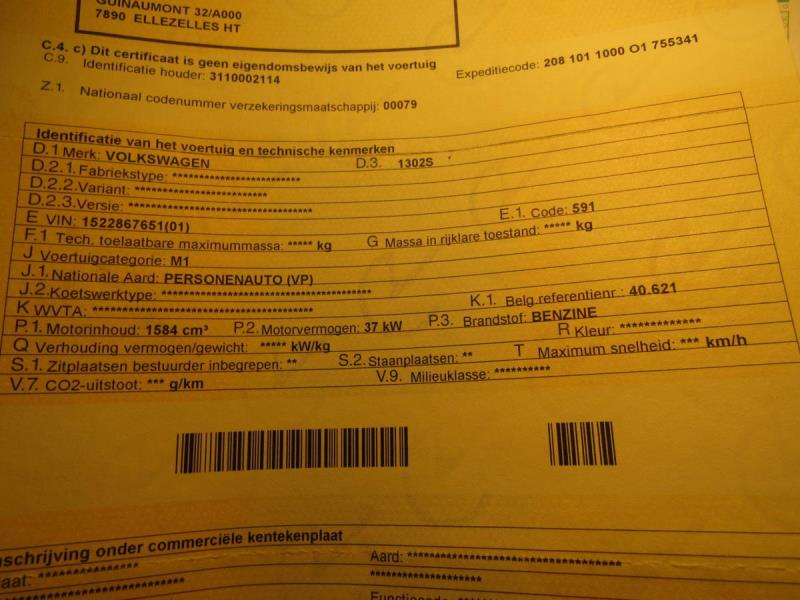 GUINAUMONT 32/A000
7890 ELLEZELLES HT
C.4. c) Dit certificaat is geen eigendomsbewijs van het voertuig
C.9. Identificatie houder: 3110002114
Expeditiecode: 208 101 1000 O1 755341
Z.1. Nationaal codenummer verzekeringsmaatschappij: 00079
Identificatie van het voertuig en technische kenmerken
D.1 Merk: VOLKSWAGEN D.3. 1302S
D.2.1. Fabriekstype: ************************
D.2.2. Variant: *************************
D.2.3. Versie: **********************************
E VIN: 1522867651(01) E.1. Code: 591
F.1 Tech. toelaatbare maximummassa: ***** kg G Massa in rijklare toestand: ***** kg
J Voertuigcategorie: M1
J.1. Nationale Aard: PERSONENAUTO (VP)
J.2. Koetswerktype: **************************************** K.1. Belg.referentienr : 40.621
K WVTA: ******************************************
P.1. Motorinhoud: 1584 cm³ P.2. Motorvermogen: 37 kW P.3. Brandstof: BENZINE
Q Verhouding vermogen/gewicht: ***** kW/kg R Kleur: ***************
S.1. Zitplaatsen bestuurder inbegrepen: ** S.2. Staanplaatsen: ** T Maximum snelheid: *** km/h
V.7. CO2-uitstoot: *** g/km V.9. Milieuklasse: **********
nschrijving onder commerciële kentekenplaat
aat: *************** Aard: ****************************************
************************ *********************